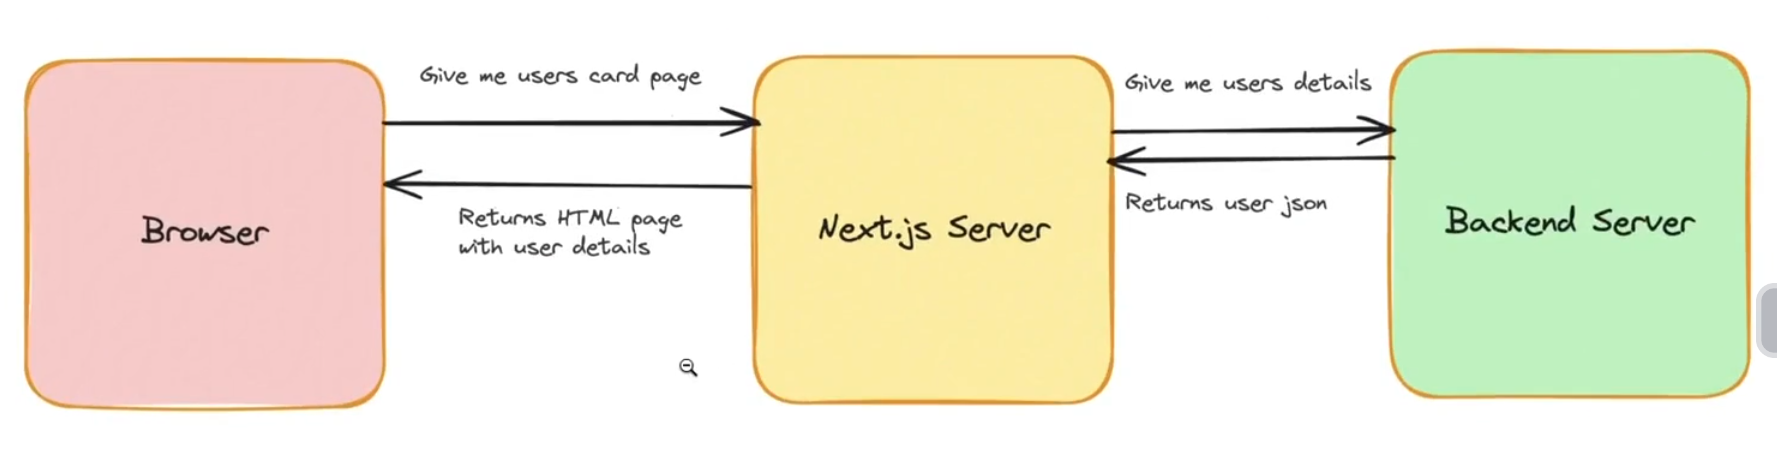 Give me users card page
Give me users details
Returns HTML page
with user details
Returns user json
Browser
Next.js Server
Backend Server